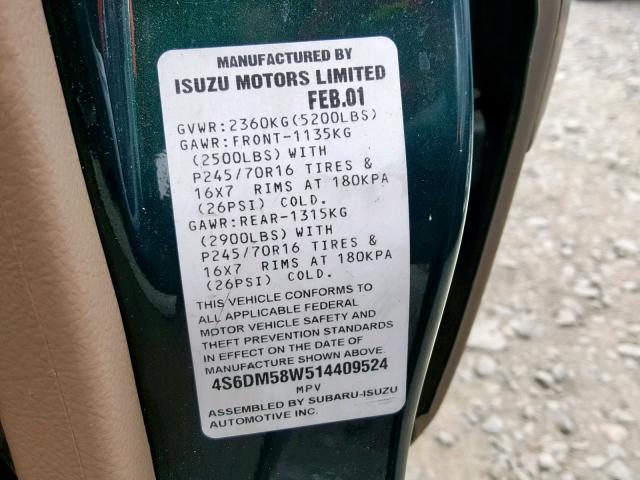 MANUFACTURED BY
ISUZU MOTORS LIMITED
FEB.01
GVWR:2360KG(5200LBS)
GAWR:FRONT-1135KG
(2500LBS) WITH
P245/70R16 TIRES &
16X7 RIMS AT 180KPA
(26PSI) COLD.
GAWR:REAR-1315KG
(2900LBS) WITH
P245/70R16 TIRES &
16X7 RIMS AT 180KPA
(26PSI) COLD.
THIS VEHICLE CONFORMS TO
ALL APPLICABLE FEDERAL
MOTOR VEHICLE SAFETY AND
THEFT PREVENTION STANDARDS
IN EFFECT ON THE DATE OF
MANUFACTURE SHOWN ABOVE.
4S6DM58W514409524
MPV
ASSEMBLED BY SUBARU-ISUZU
AUTOMOTIVE INC.